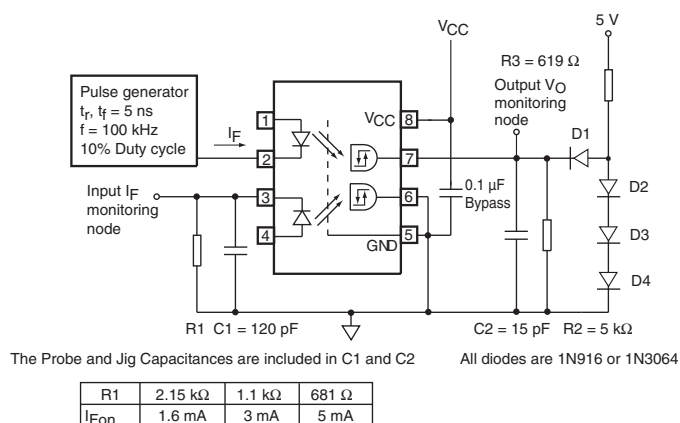 5 V
VCC
R3 = 619 Ω
Output VO
monitoring
node
Pulse generator
tr, tf = 5 ns
f = 100 kHz
10% Duty cycle
IF
1
2
3
4
VCC
8
7
6
5
GND
D1
D2
D3
D4
0.1 µF
Bypass
Input IF
monitoring
node
R1 C1 = 120 pF
C2 = 15 pF R2 = 5 kΩ
The Probe and Jig Capacitances are included in C1 and C2
All diodes are 1N916 or 1N3064
R1 2.15 kΩ 1.1 kΩ 681 Ω
IFon 1.6 mA 3 mA 5 mA